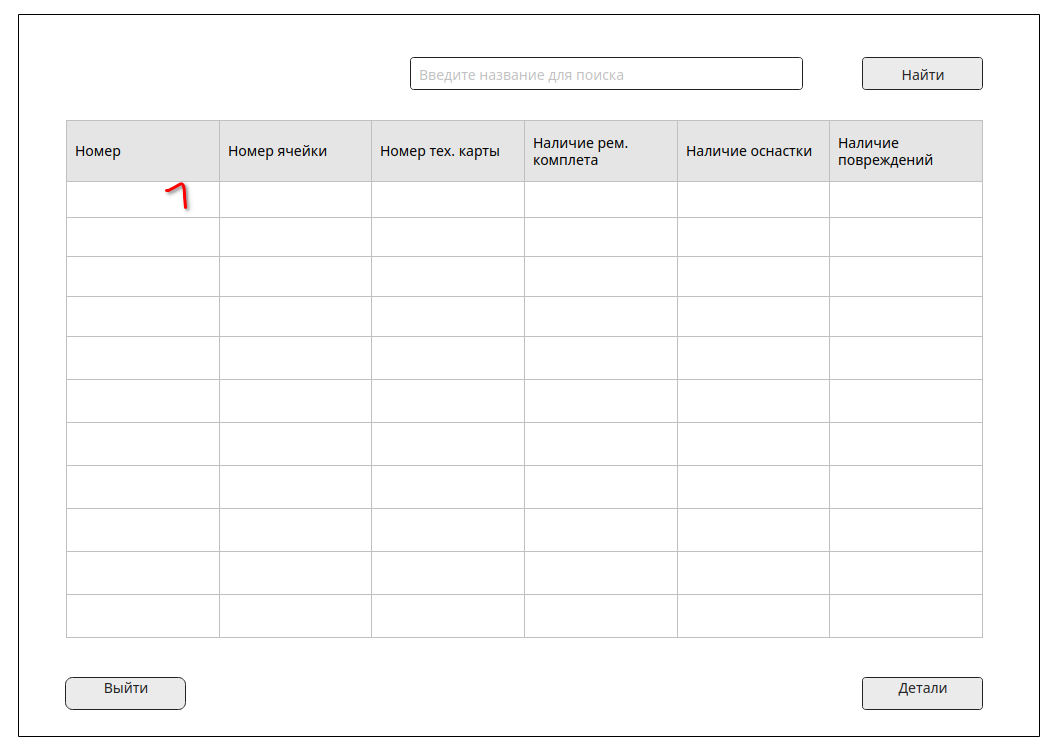 Введите название для поиска
Найти
Номер
Номер ячейки
Номер тех. карты
Наличие рем.
комплета
Наличие оснастки
Наличие
повреждений
1
Выйти
Детали